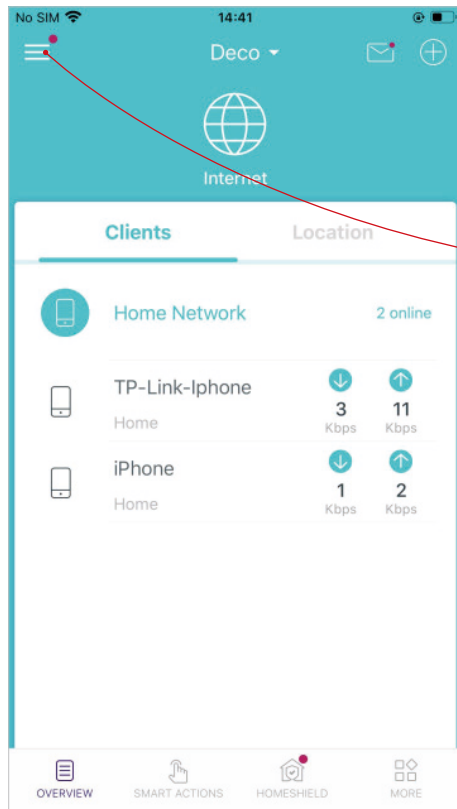 No SIM 14:41
Deco
Internet
Clients Location
Home Network 2 online
TP-Link-Iphone 3 11
Home Kbps Kbps
iPhone 1 2
Home Kbps Kbps
OVERVIEW SMART ACTIONS HOMESHIELD MORE